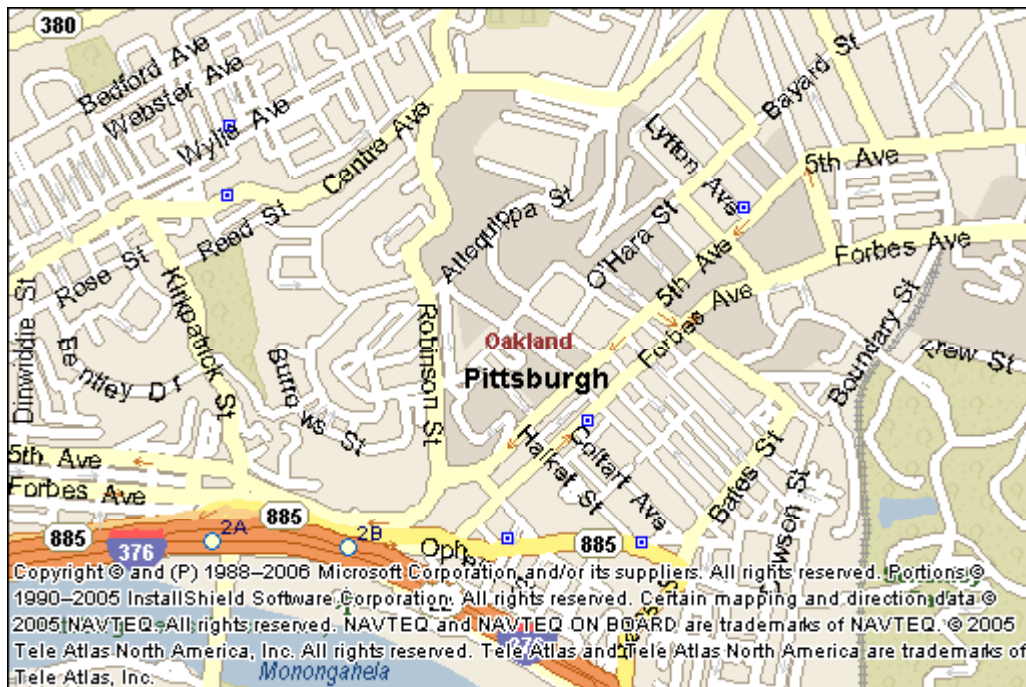 380
Bedford Ave
Webster Ave
Wylie Ave
Centre Ave
Bayard St
Lytton Ave
5th Ave
Reed St
Allequippa St
O'Hara St
Forbes Ave
Rose St
Kirkpatrick St
5th Ave
Forbes Ave
Boundary St
Dinwiddie St
Bentley Dr
Robinson St
Oakland
Pittsburgh
Burrows St
Halket St
Coltart Ave
Bates St
5th Ave
Forbes Ave
885
885
2A
2B
376
885
Copyright © and (P) 1988–2006 Microsoft Corporation and/or its suppliers. All rights reserved. Portions ©
1990–2005 InstallShield Software Corporation. All rights reserved. Certain mapping and direction data ©
2005 NAVTEQ. All rights reserved. NAVTEQ and NAVTEQ ON BOARD are trademarks of NAVTEQ. © 2005
Tele Atlas North America, Inc. All rights reserved. Tele Atlas and Tele Atlas North America are trademarks of
Tele Atlas, Inc.
376
Monongahela